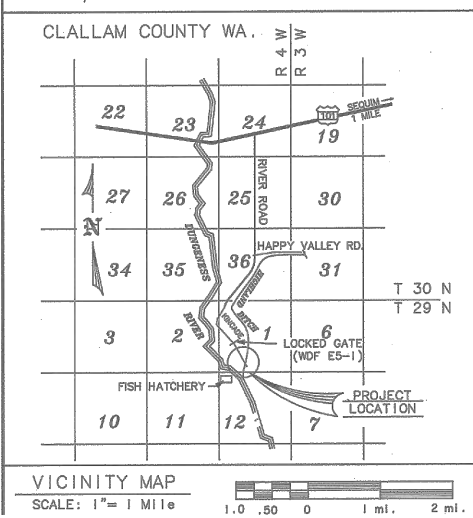 CLALLAM COUNTY WA.
R 4 W
R 3 W
22
23
24
19
101
SEQUIM
1 MILE
27
26
25
30
RIVER ROAD
N
HAPPY VALLEY RD.
34
35
36
31
DUNGENESS
RIVER
HIGHLAND
DITCH
KINCADE
T 30 N
T 29 N
3
2
1
6
LOCKED GATE
(WDF E5-1)
FISH HATCHERY
PROJECT
LOCATION
10
11
12
7
VICINITY MAP
SCALE: 1"= 1 Mile
1.0 .50 0 1 mi. 2 mi.